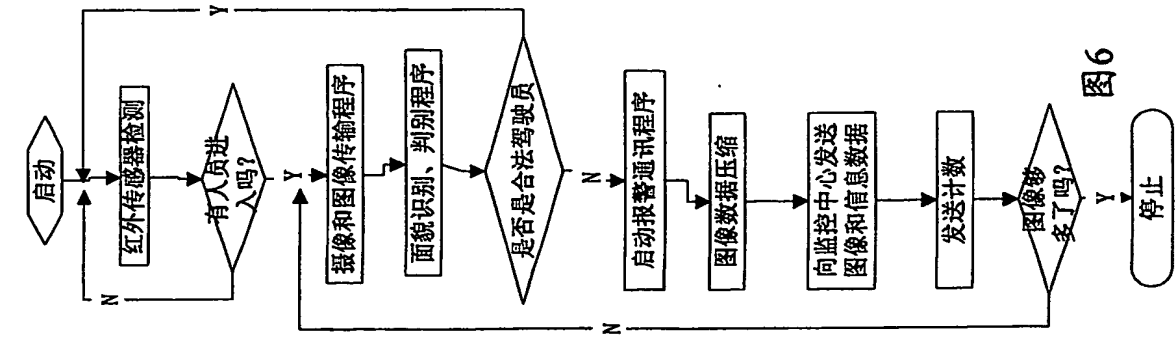 启动
红外传感器检测
有人员进
入吗?
N
Y
摄像和图像传输程序
面貌识别、判别程序
是否是合法驾驶员
Y
N
启动报警通讯程序
图像数据压缩
向监控中心发送
图像和信息数据
发送计数
图像够
多了吗?
N
Y
停止
图6